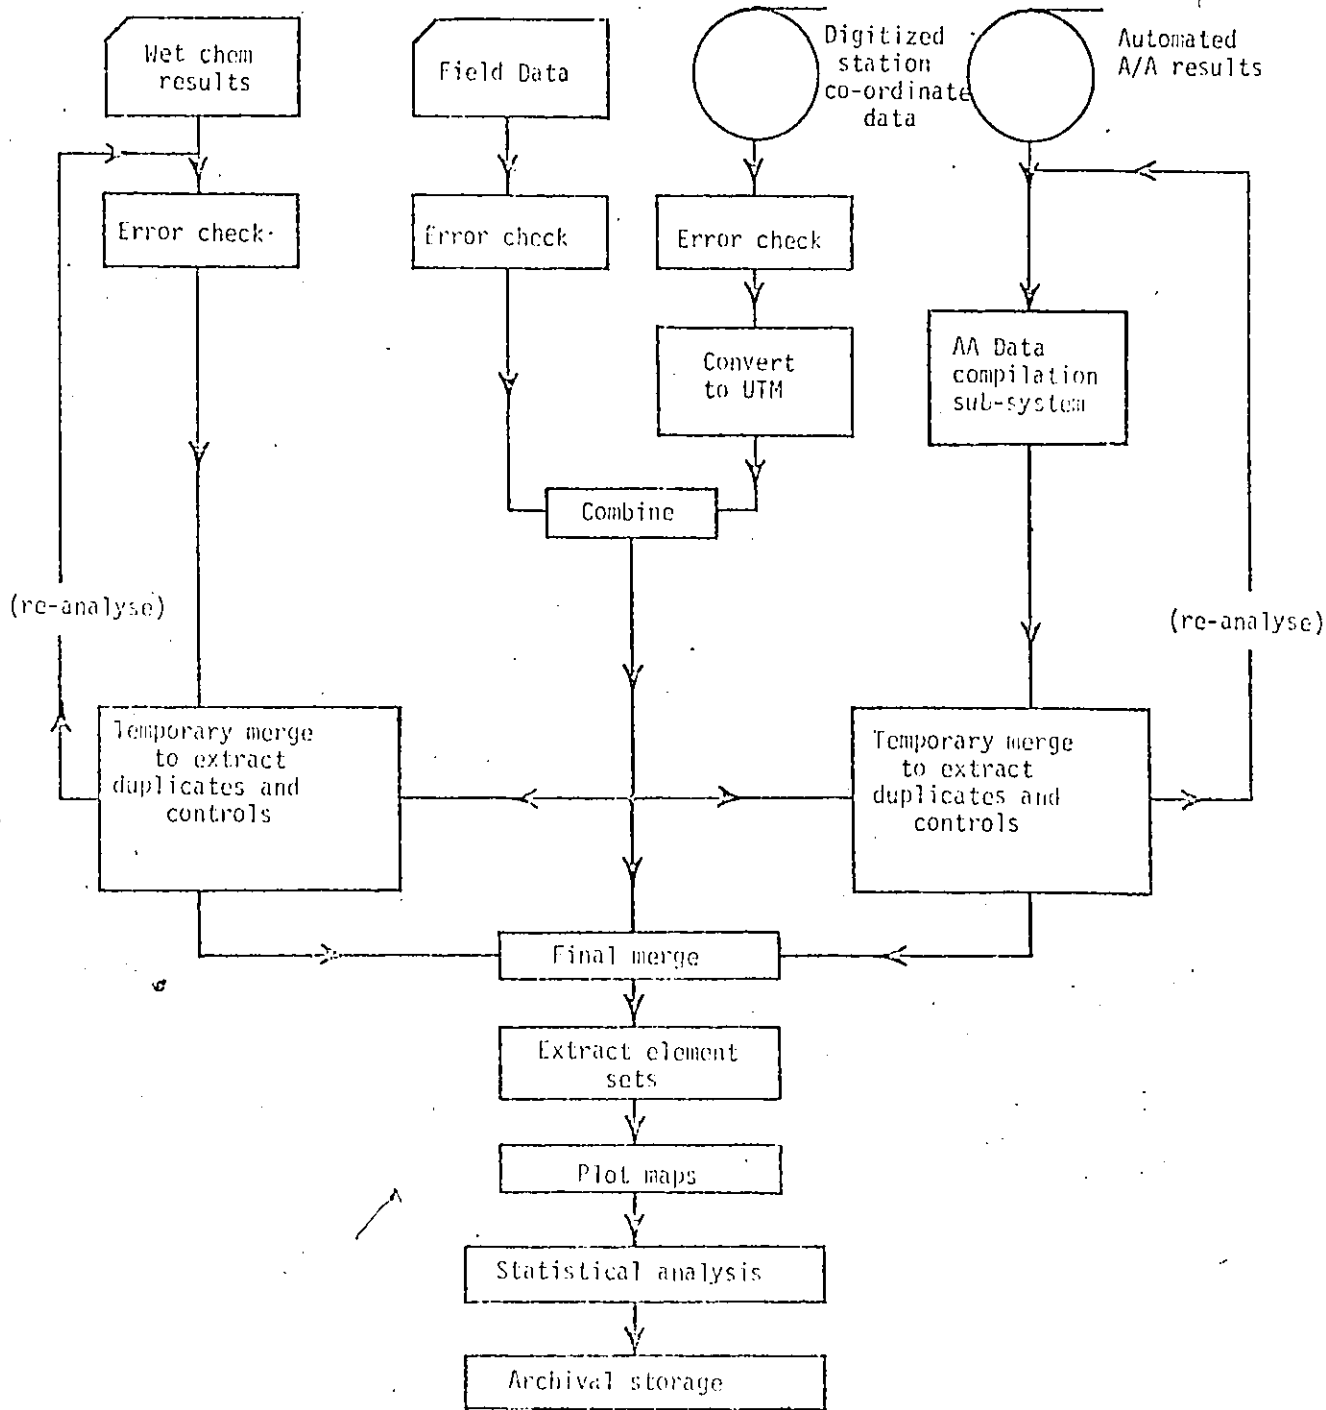 Wet chem
results
Field Data
Digitized
station
co-ordinate
data
Automated
A/A results
Error check
Error check
Error check
Convert
to UTM
AA Data
compilation
sub-system
Combine
(re-analyse)
(re-analyse)
Temporary merge
to extract
duplicates and
controls
Temporary merge
to extract
duplicates and
controls
Final merge
Extract element
sets
Plot maps
Statistical analysis
Archival storage